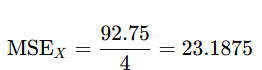 MSE_X = 92.75/4 = 23.1875